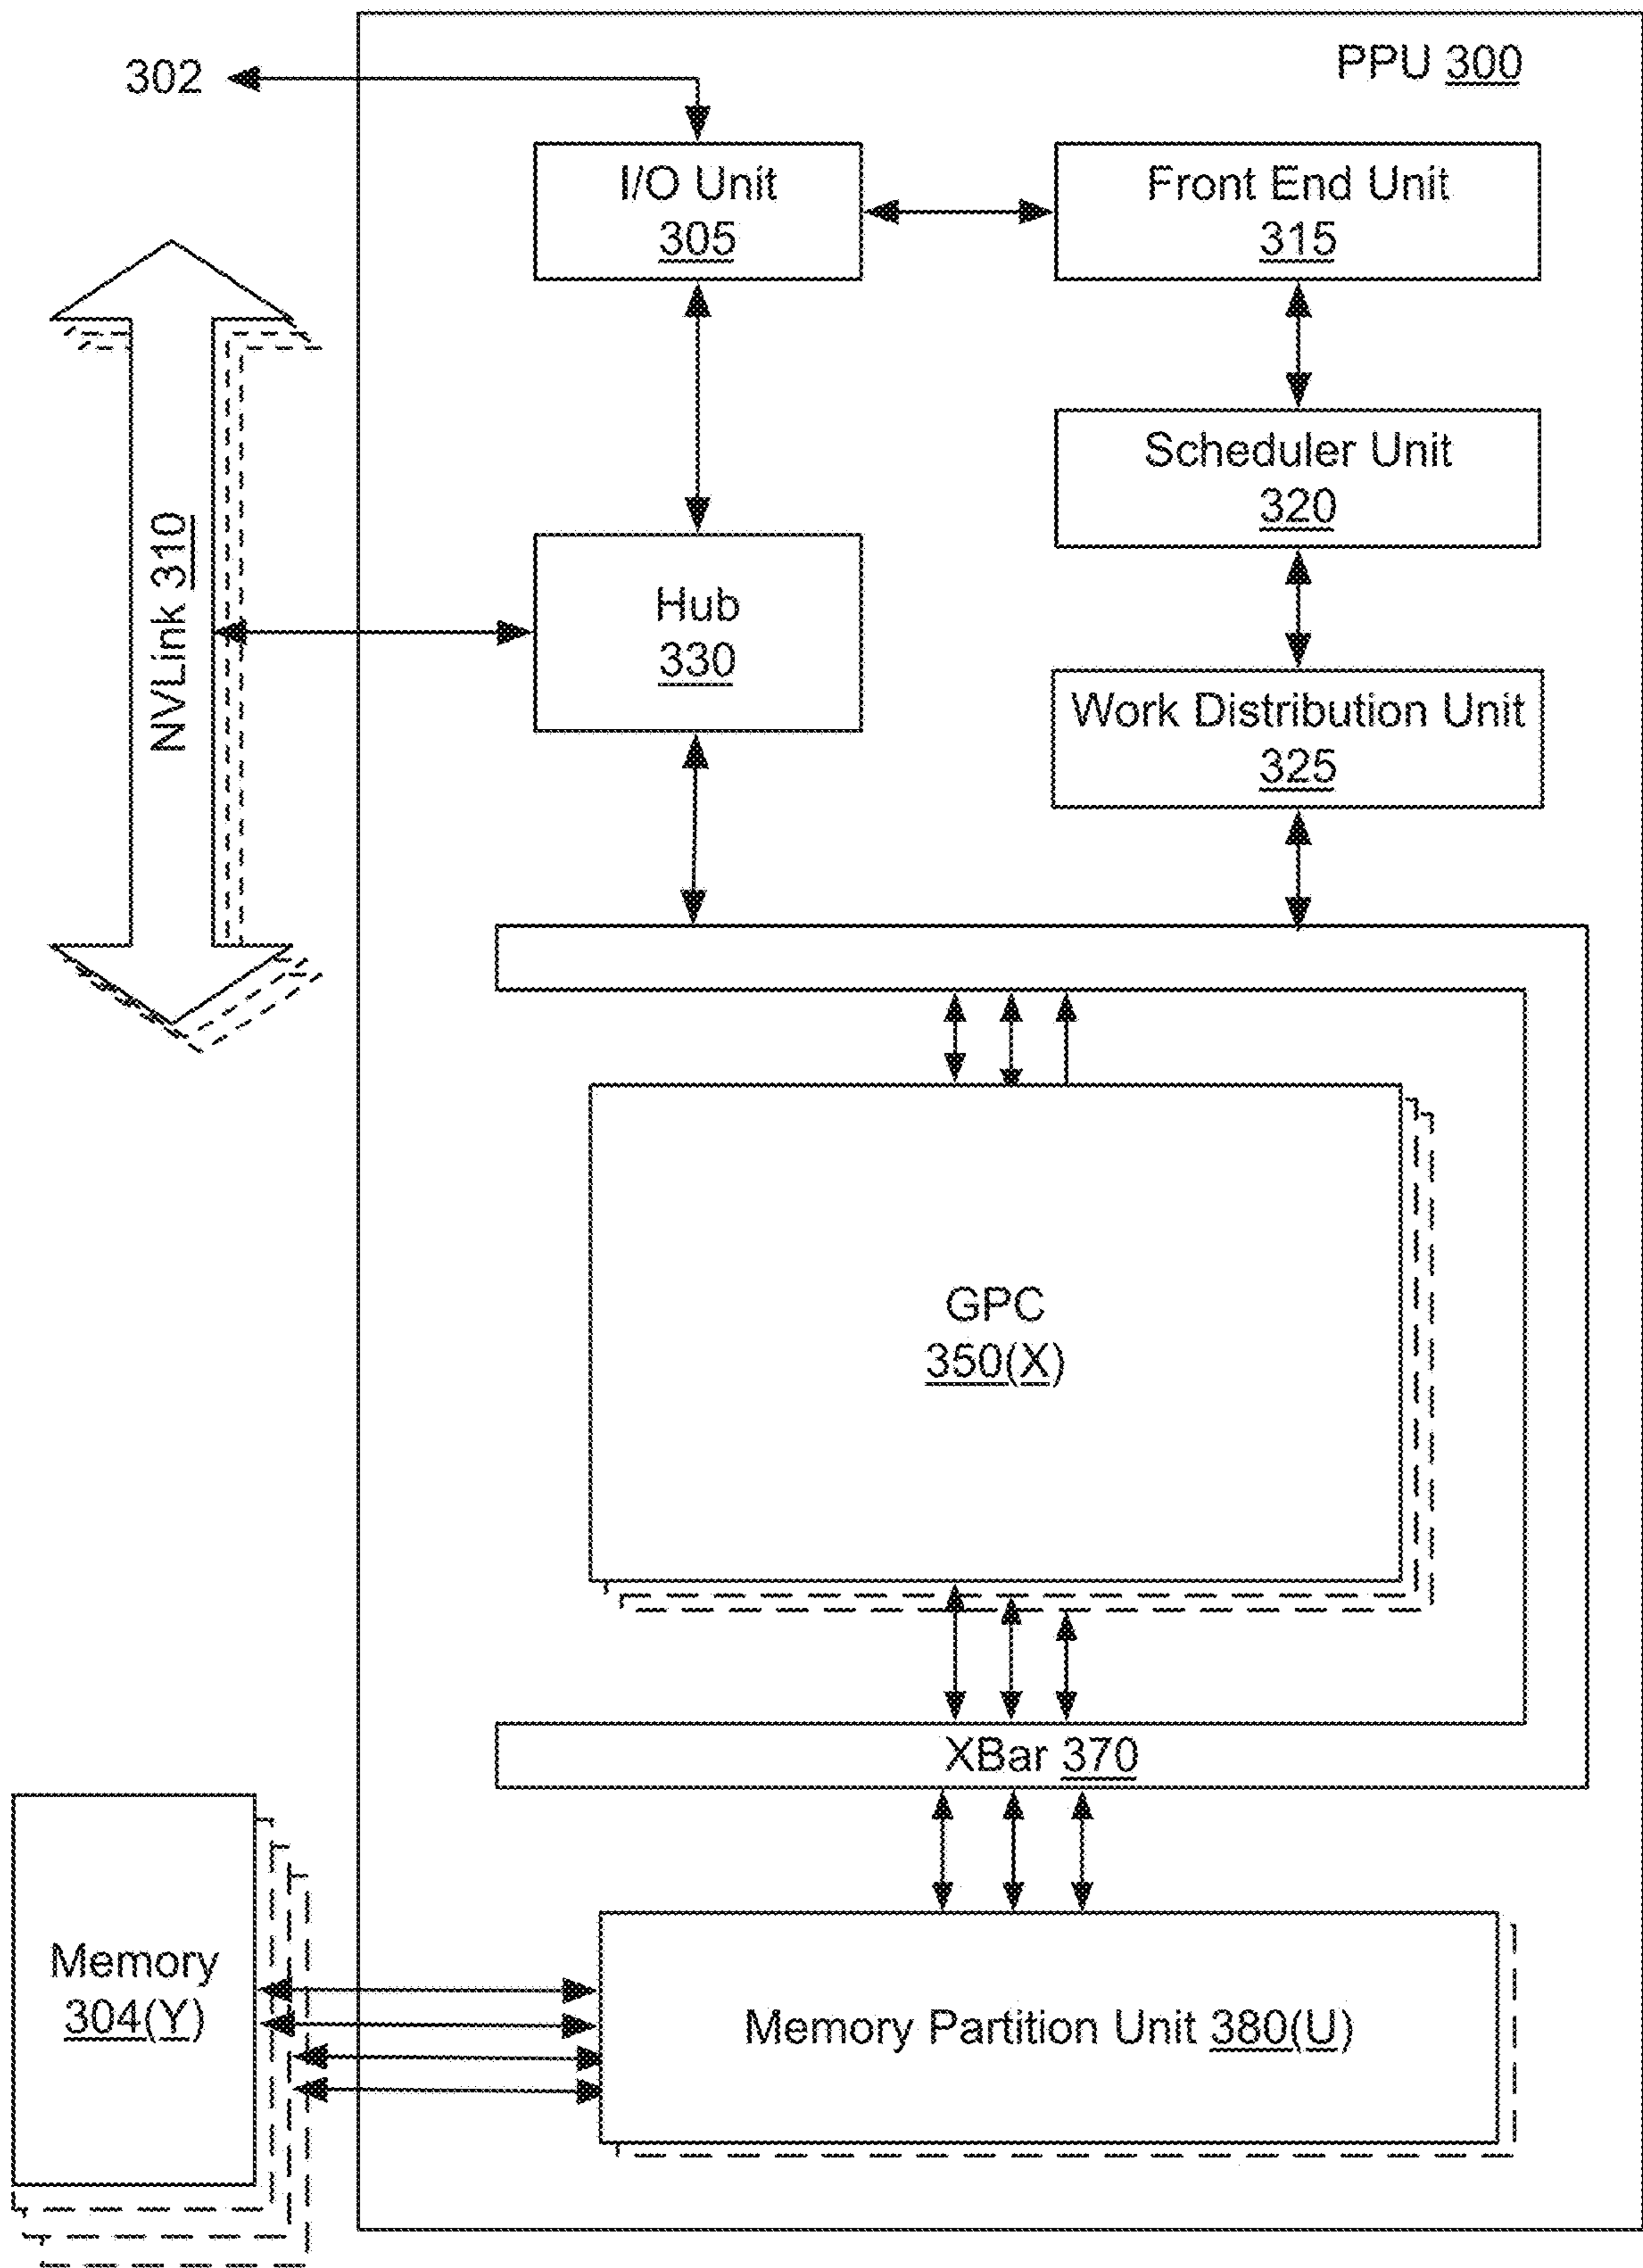 PPU 300
302
I/O Unit
305
Front End Unit
315
Scheduler Unit
320
NVLink 310
Hub
330
Work Distribution Unit
325
GPC
350(X)
XBar 370
Memory
304(Y)
Memory Partition Unit 380(U)